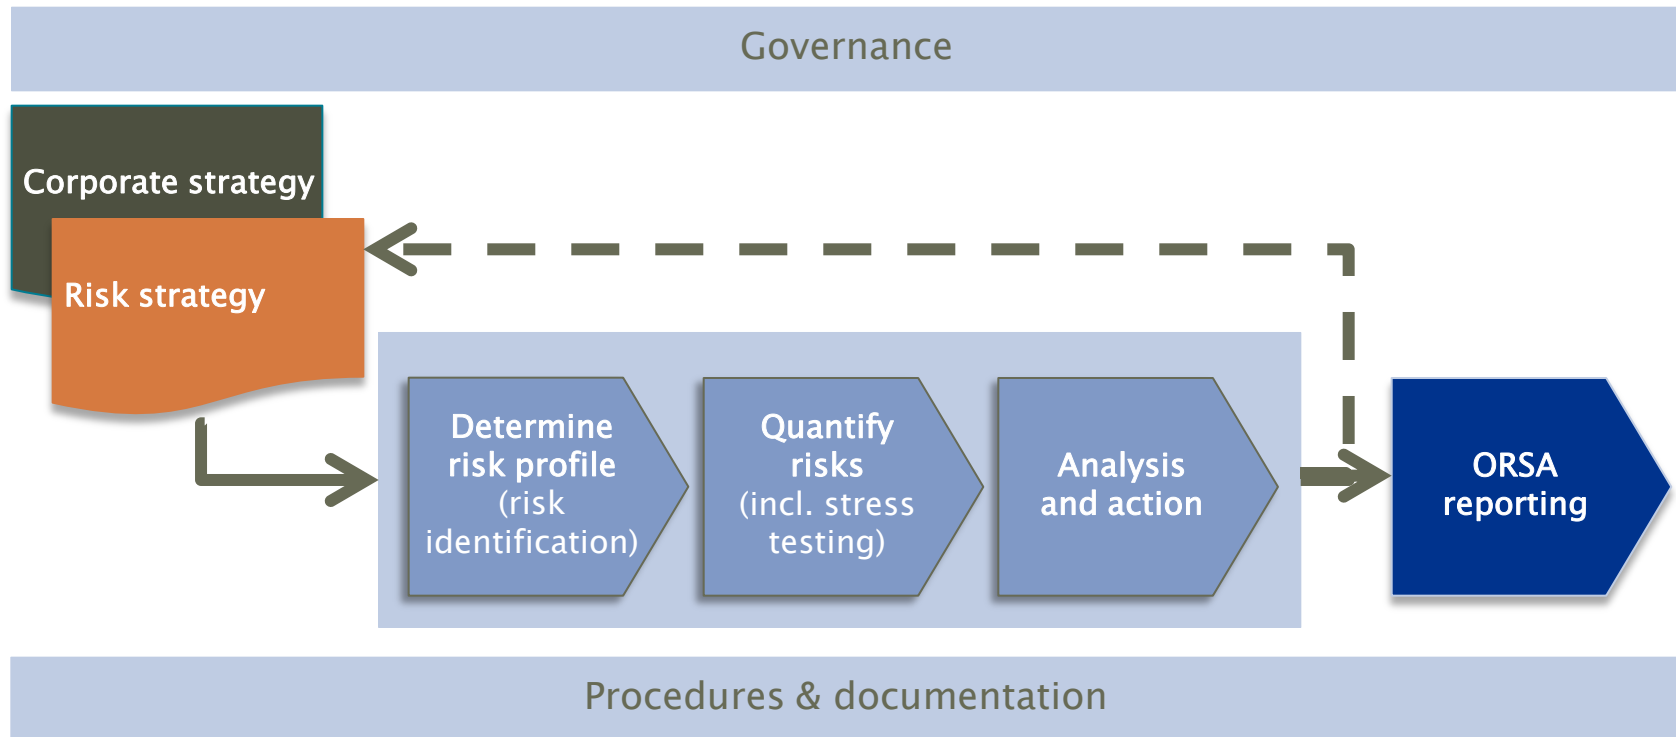 Governance
Corporate strategy
Risk strategy
Determine
risk profile
(risk
identification)
Quantify
risks
(incl. stress
testing)
Analysis
and action
ORSA
reporting
Procedures & documentation